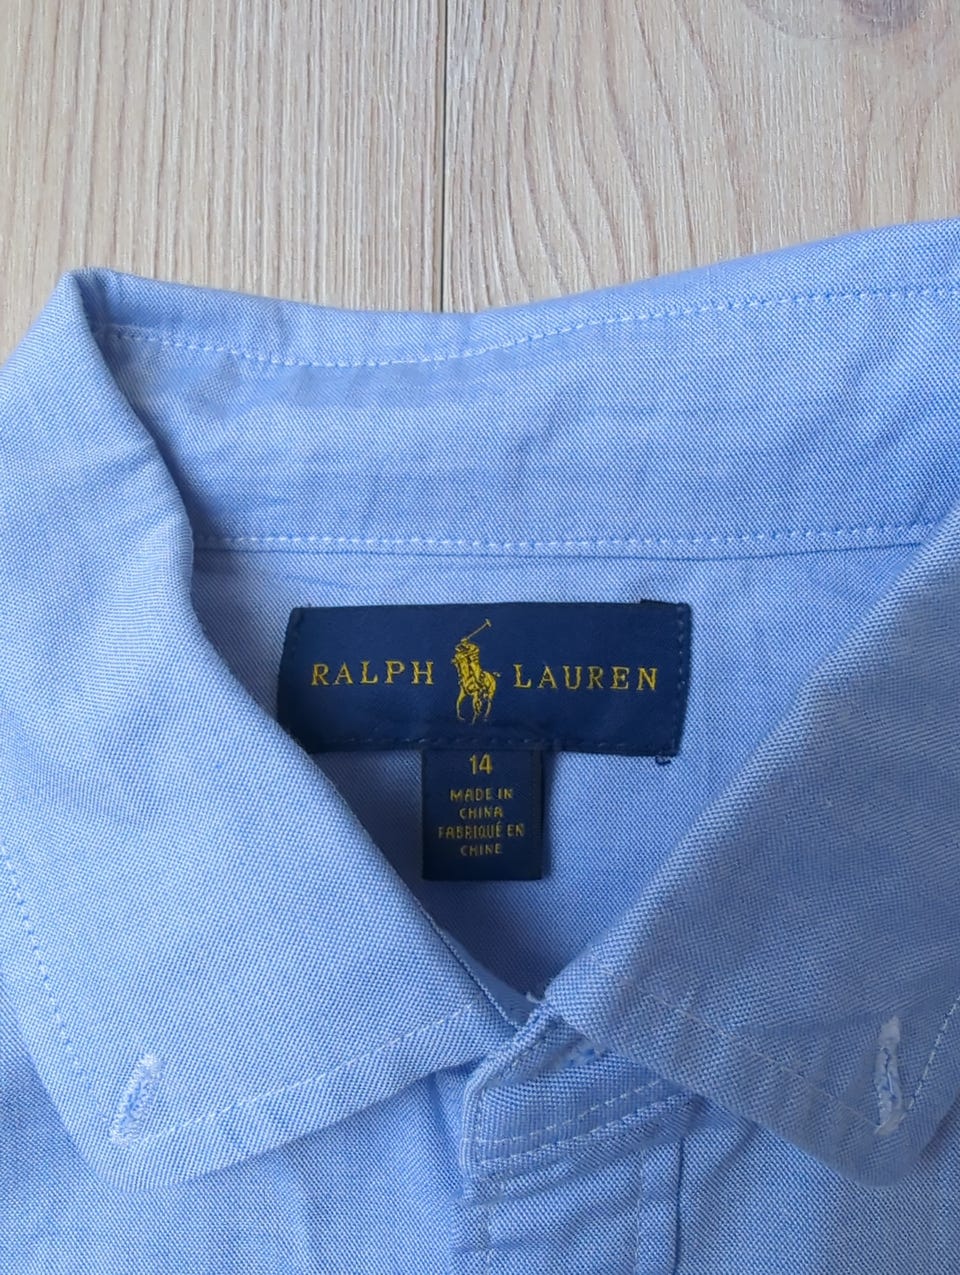 RALPH LAUREN
14
MADE IN
CHINA
FABRIQUÉ EN
CHINE